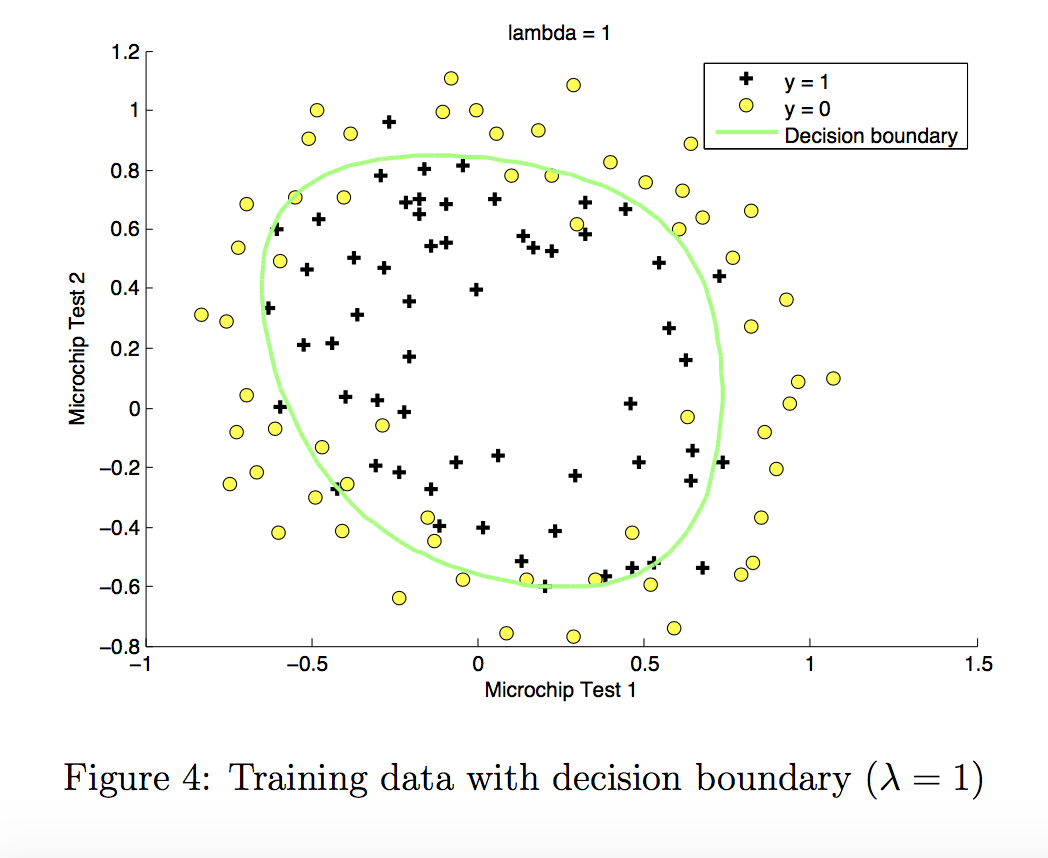 lambda = 1
1.2
1
0.8
0.6
0.4
0.2
0
−0.2
−0.4
−0.6
−0.8
Microchip Test 2
y = 1
y = 0
Decision boundary
−1
−0.5
0
0.5
1
1.5
Microchip Test 1
Figure 4: Training data with decision boundary (λ = 1)